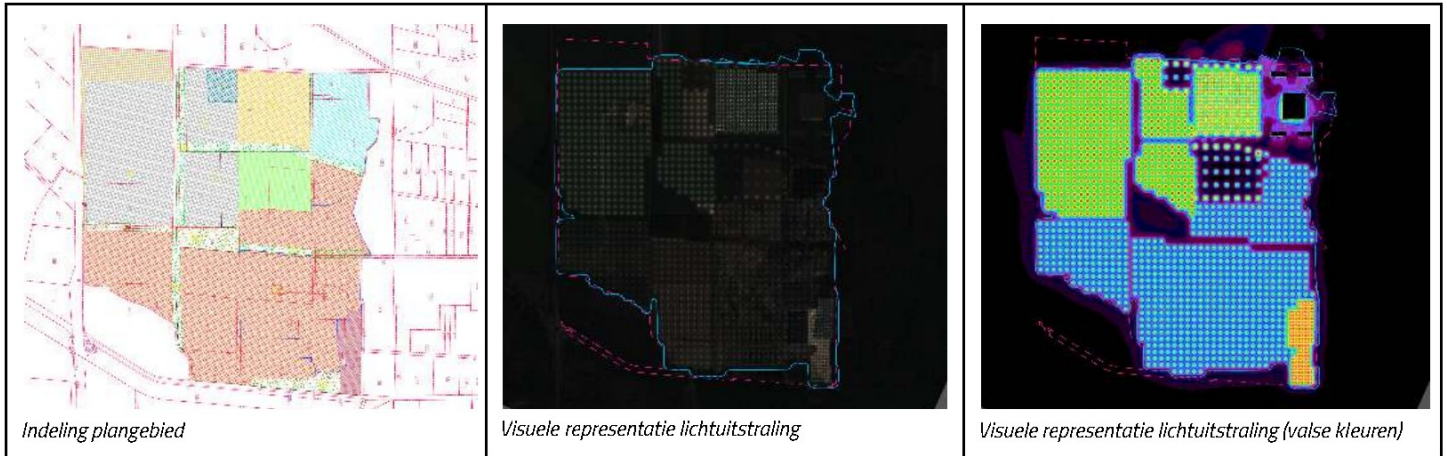 Indeling plangebied
Visuele representatie lichtuitstraling
Visuele representatie lichtuitstraling (valse kleuren)